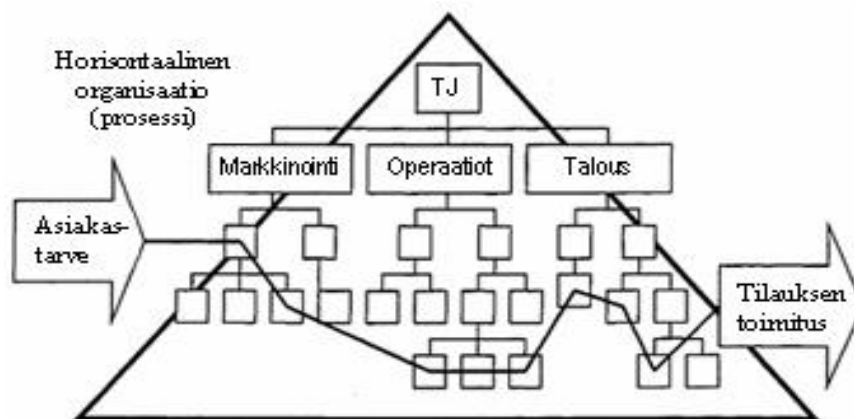 Horisontaalinen
organisaatio
(prosessi)
TJ
Markkinointi
Operaatiot
Talous
Asiakas-
tarve
Tilauksen
toimitus